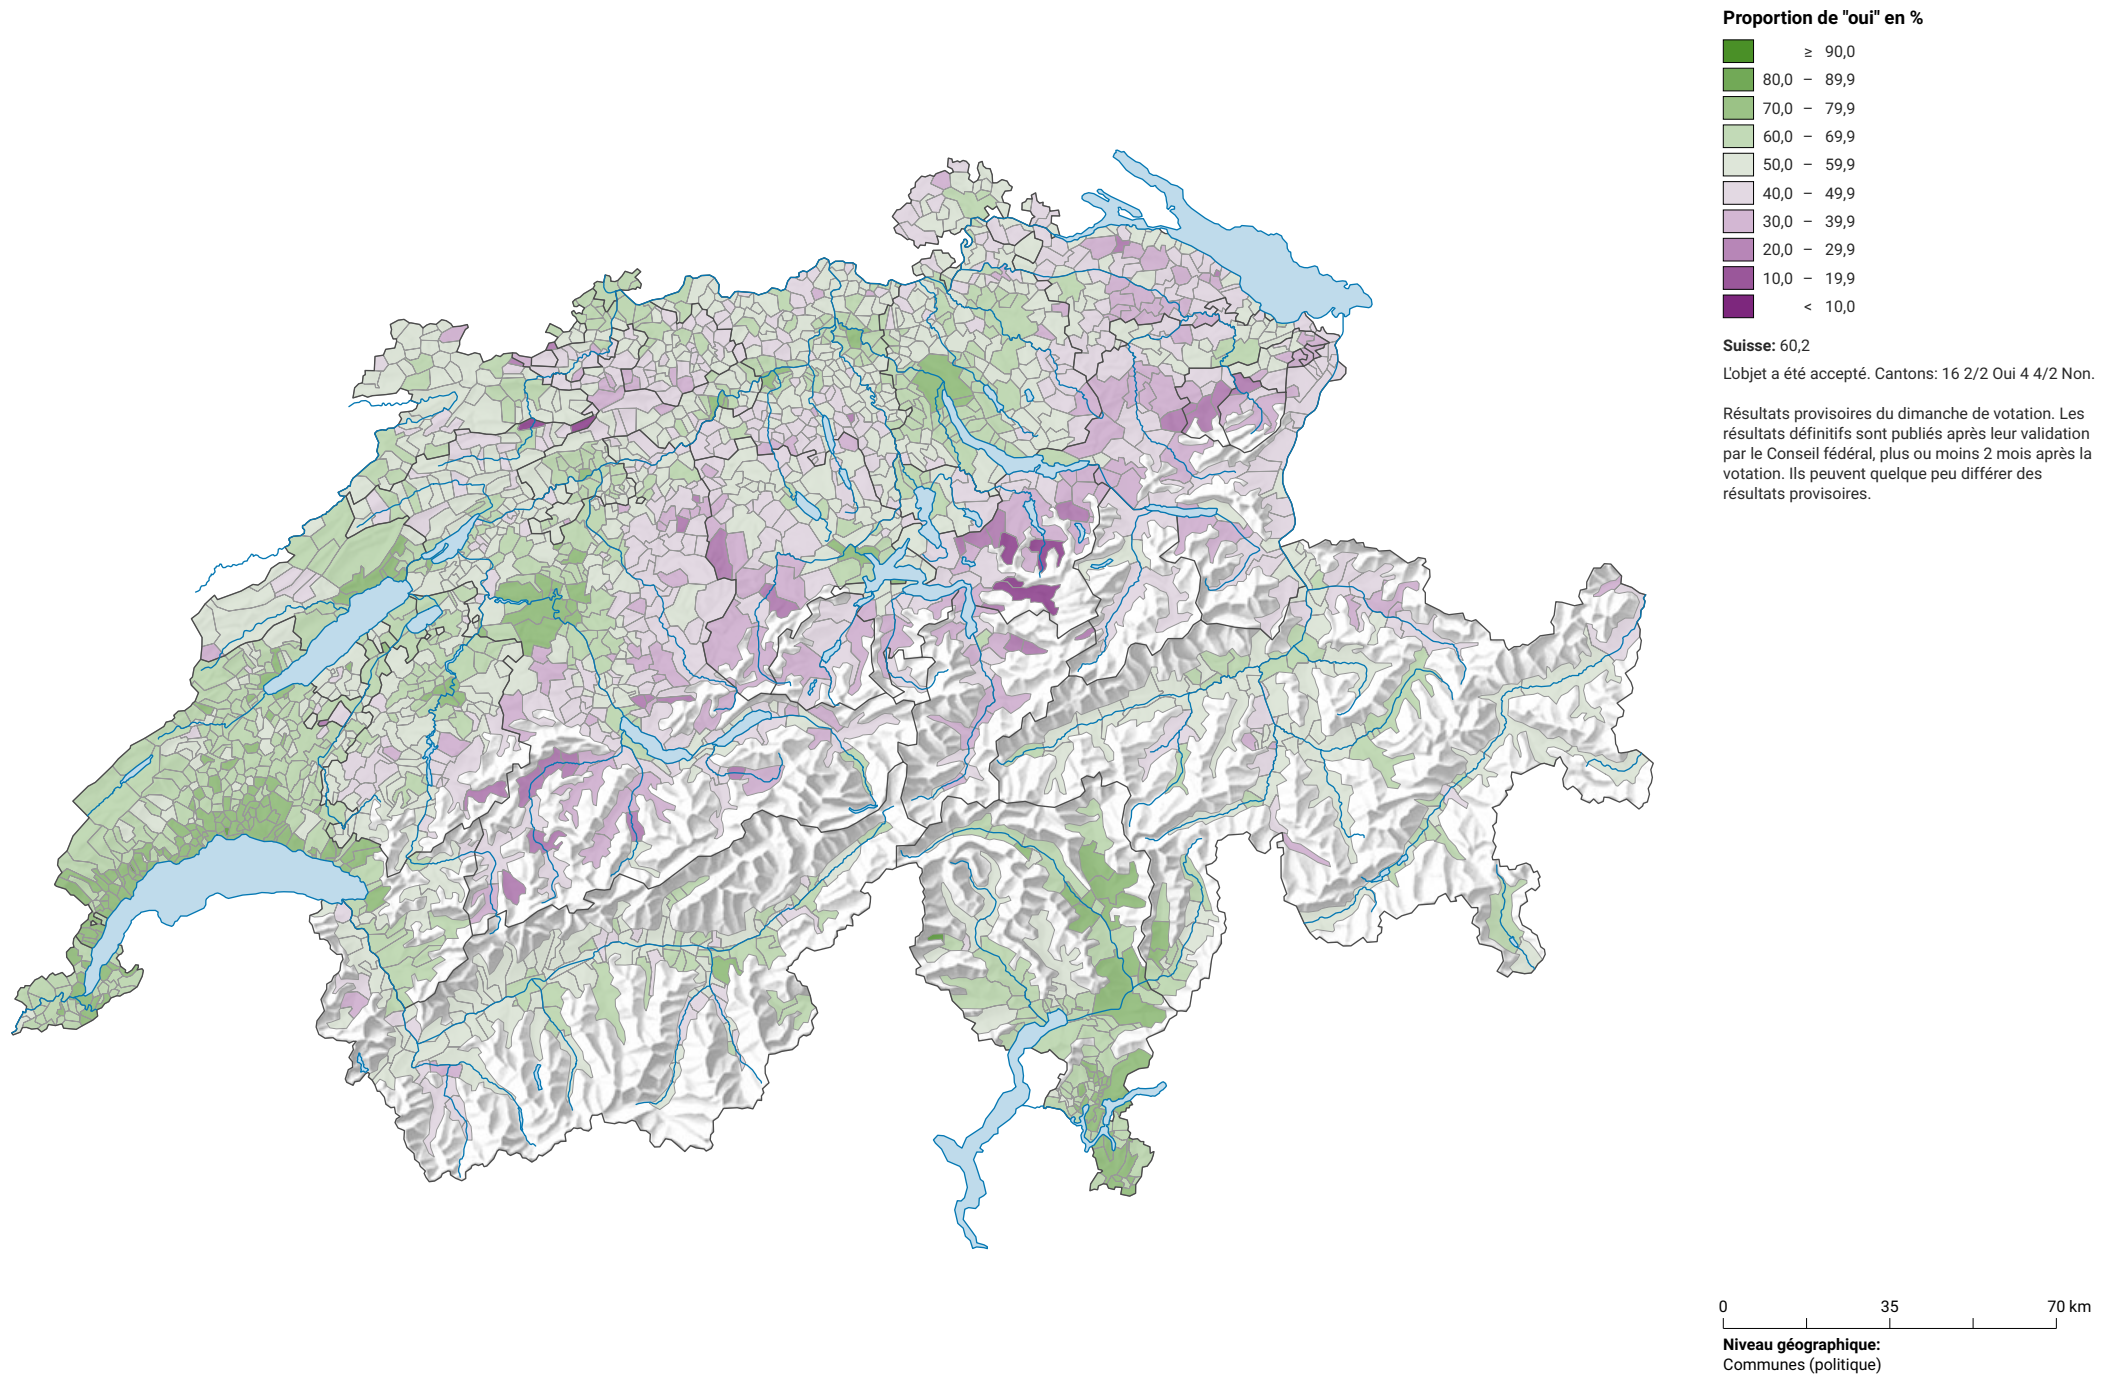 Proportion de "oui" en %
≥ 90,0
80,0 – 89,9
70,0 – 79,9
60,0 – 69,9
50,0 – 59,9
40,0 – 49,9
30,0 – 39,9
20,0 – 29,9
10,0 – 19,9
< 10,0
Suisse: 60,2
L'objet a été accepté. Cantons: 16 2/2 Oui 4 4/2 Non.
Résultats provisoires du dimanche de votation. Les
résultats définitifs sont publiés après leur validation
par le Conseil fédéral, plus ou moins 2 mois après la
votation. Ils peuvent quelque peu différer des
résultats provisoires.
0 35 70 km
Niveau géographique:
Communes (politique)